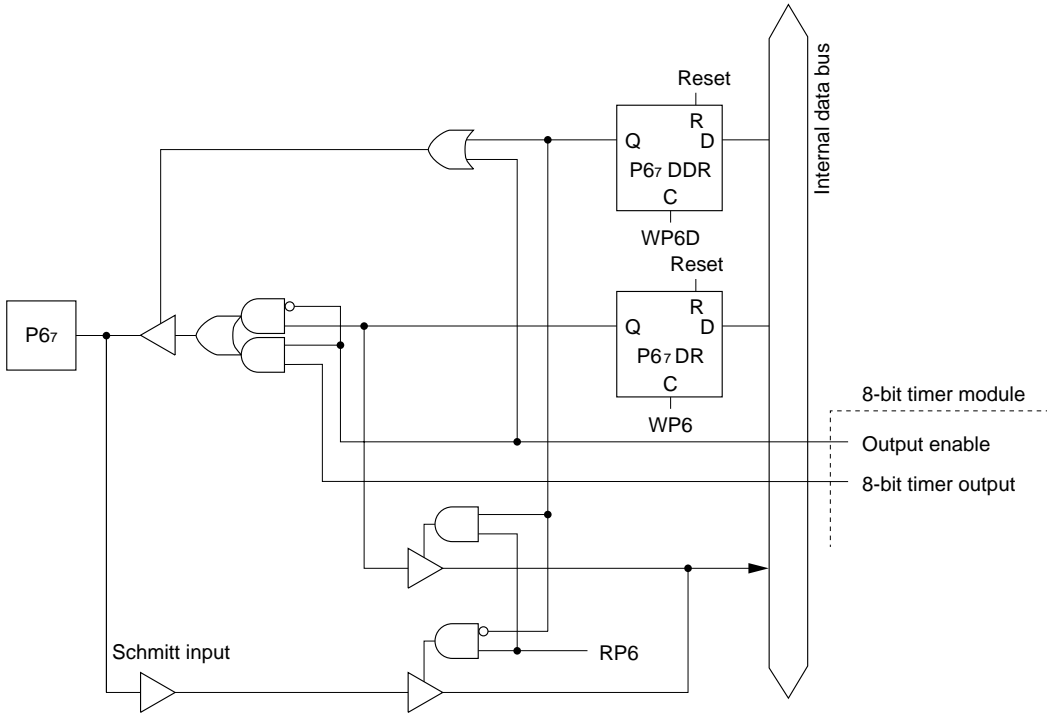 Reset
R
Q
D
P6₇ DDR
C
WP6D
Internal data bus
Reset
R
Q
D
P6₇ DR
C
WP6
P6₇
8-bit timer module
Output enable
8-bit timer output
Schmitt input
RP6